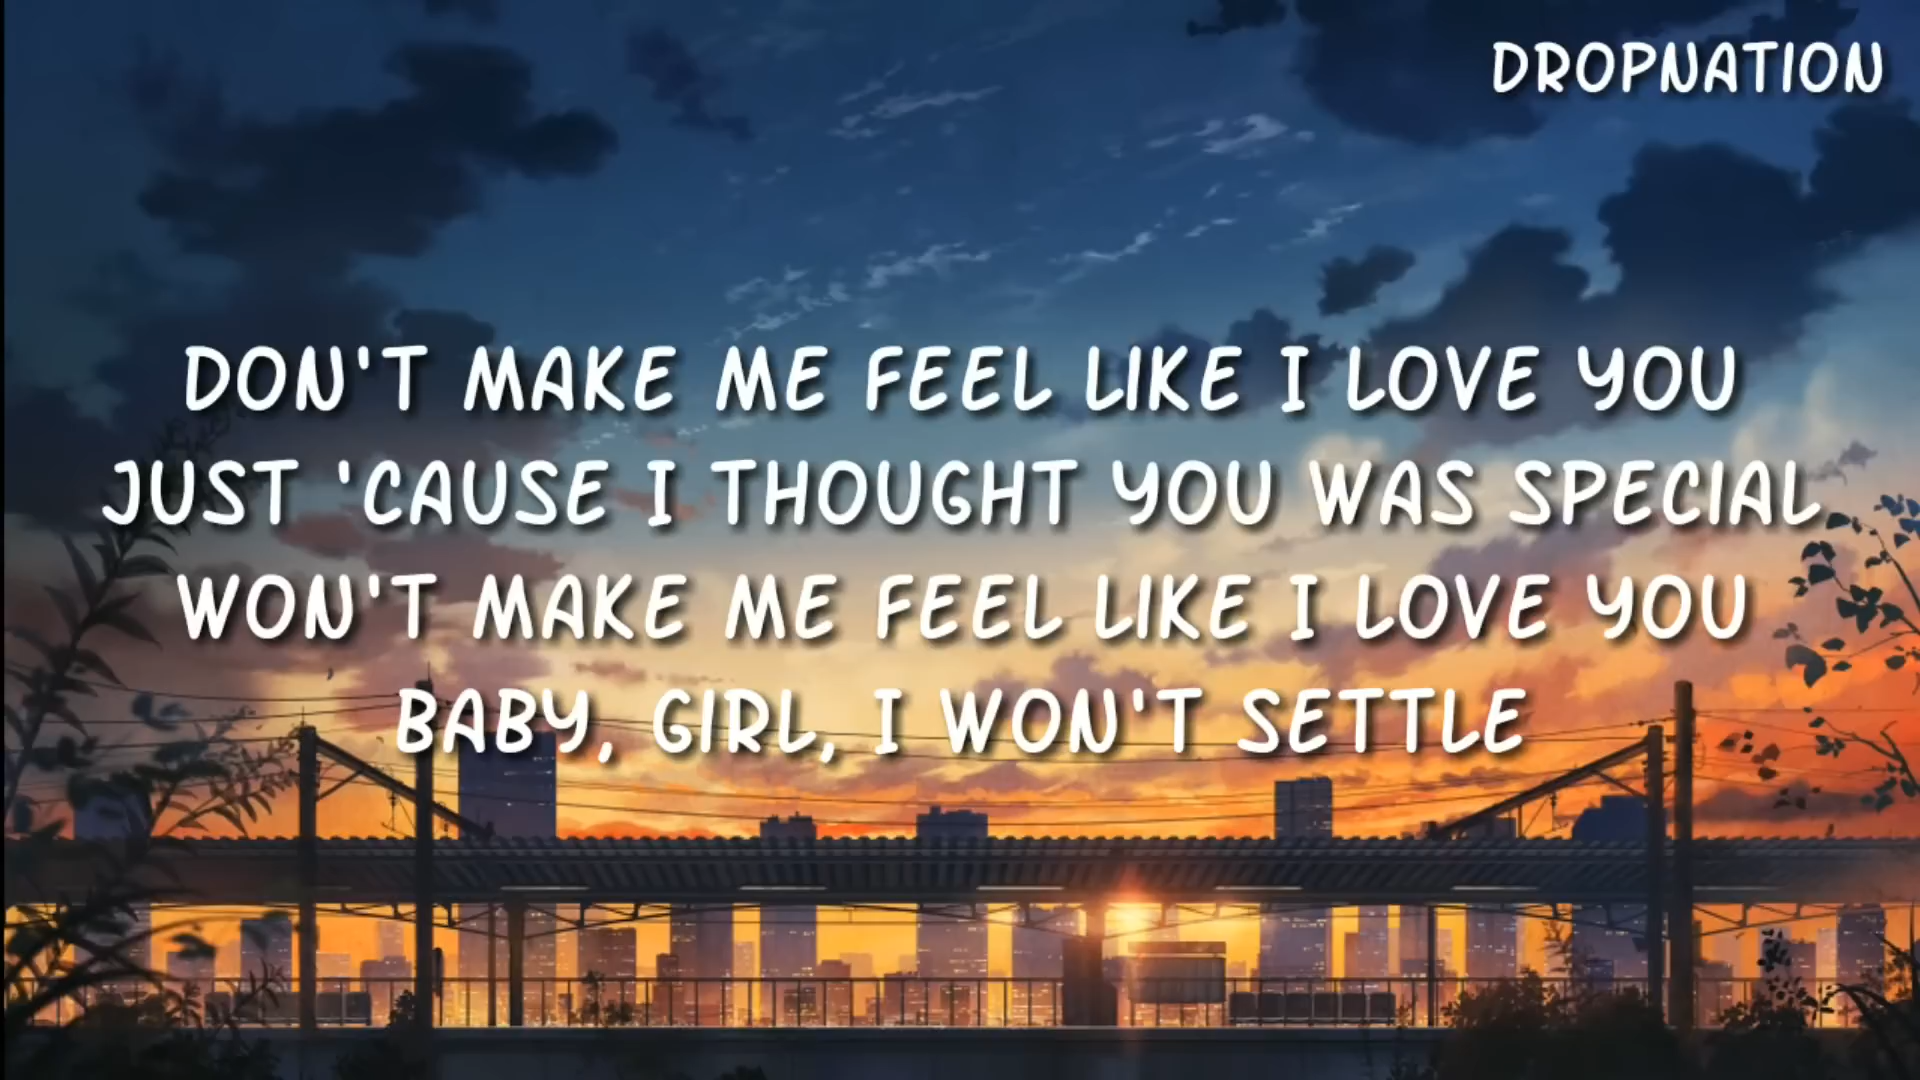 DROPNATION
DON'T MAKE ME FEEL LIKE I LOVE YOU
JUST 'CAUSE I THOUGHT YOU WAS SPECIAL
WON'T MAKE ME FEEL LIKE I LOVE YOU
BABY, GIRL, I WON'T SETTLE